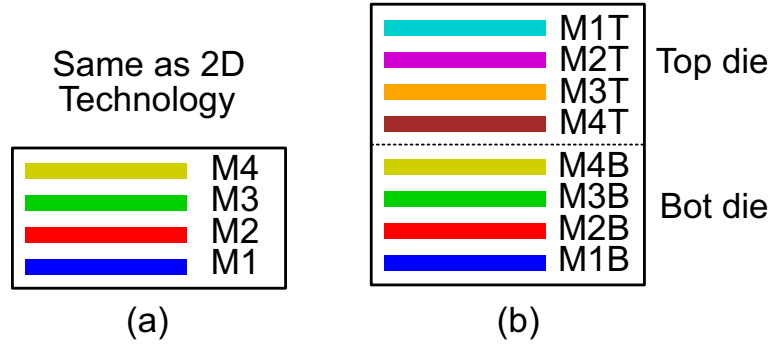 Same as 2D
Technology
M4
M3
M2
M1
(a)
M1T
M2T
M3T
M4T
Top die
M4B
M3B
M2B
M1B
Bot die
(b)